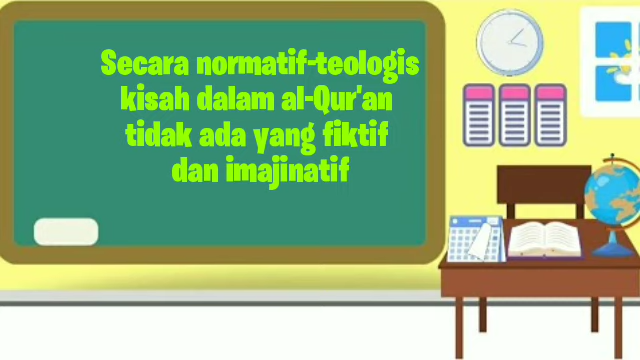 Secara normatif-teologis
kisah dalam al-Qur'an
tidak ada yang fiktif
dan imajinatif